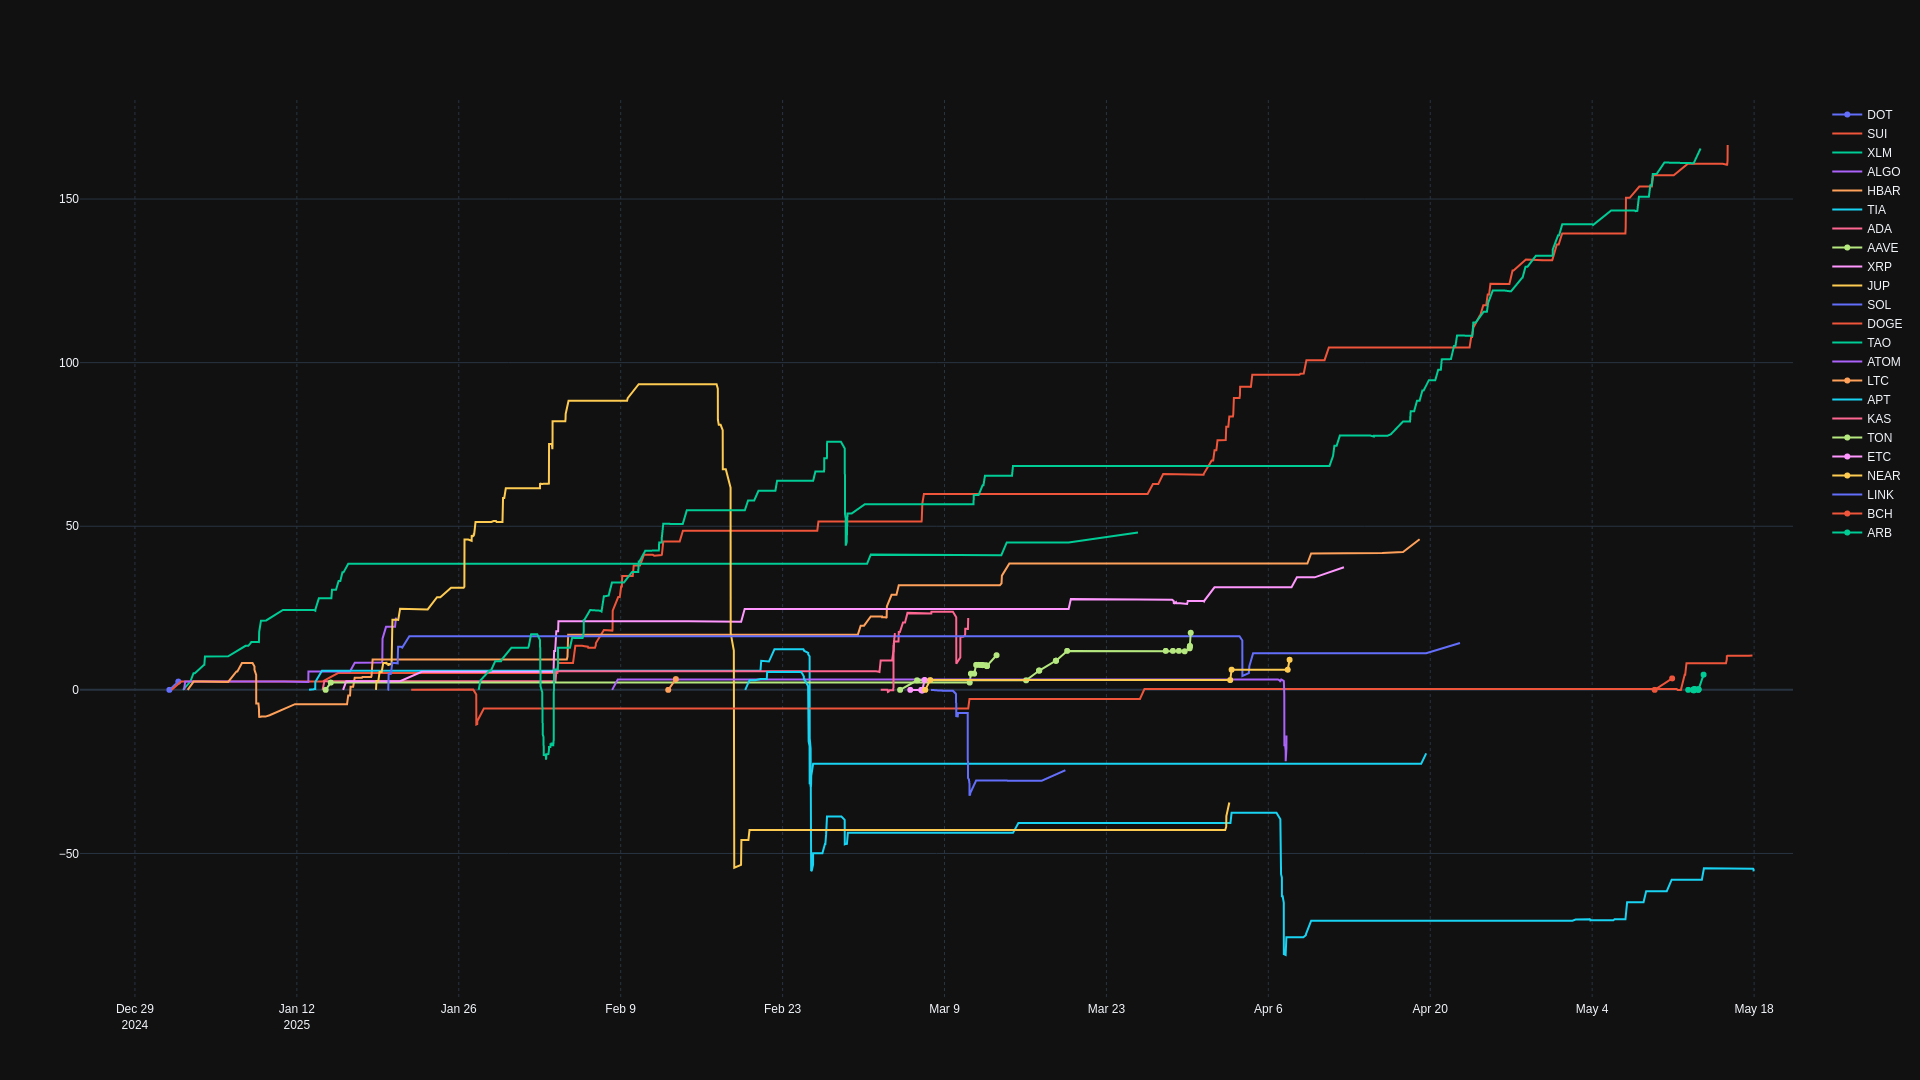 150
100
50
0
−50
Dec 29
2024
Jan 12
2025
Jan 26
Feb 9
Feb 23
Mar 9
Mar 23
Apr 6
Apr 20
May 4
May 18
DOT
SUI
XLM
ALGO
HBAR
TIA
ADA
AAVE
XRP
JUP
SOL
DOGE
TAO
ATOM
LTC
APT
KAS
TON
ETC
NEAR
LINK
BCH
ARB